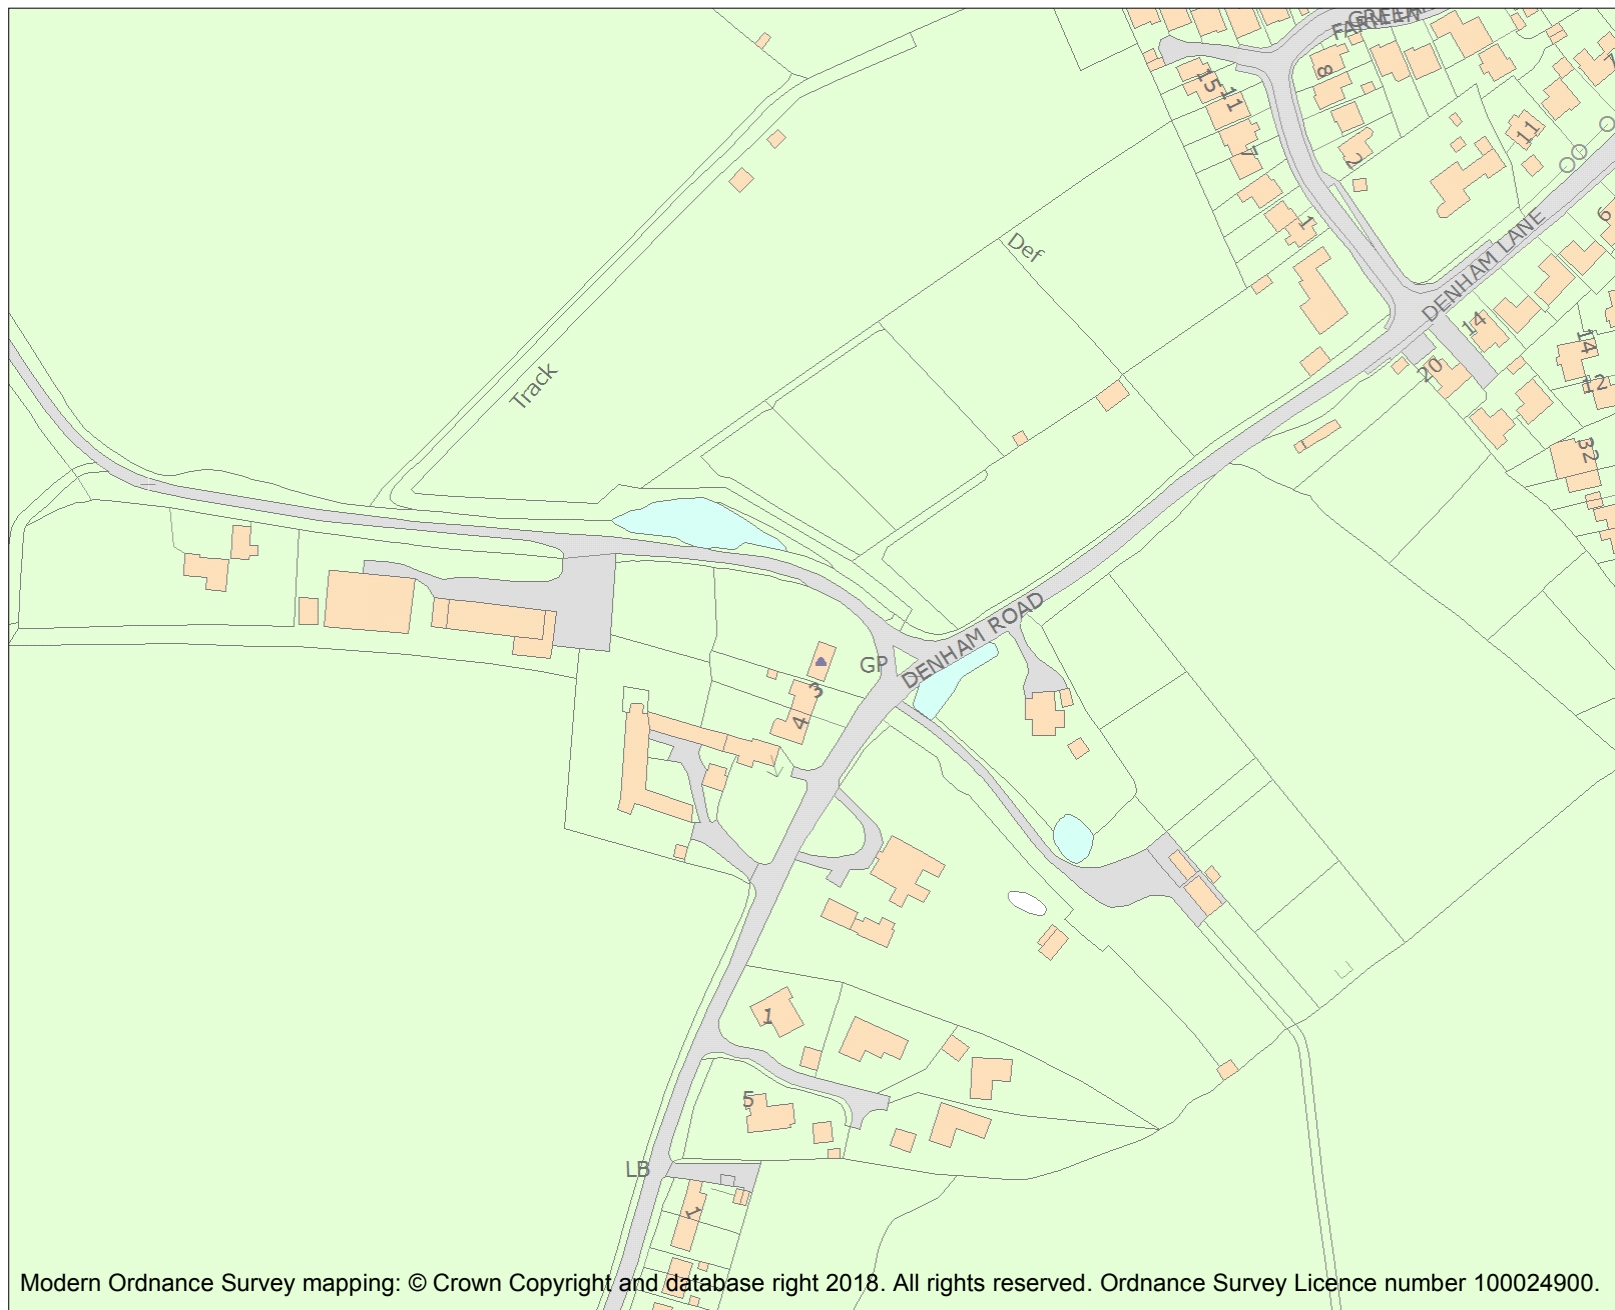 FARM
GREEN
8
15
11
7
11
2
1
6
Def
DENHAM LANE
14
14
20
12
Track
32
DENHAM ROAD
GP
3
4
1
5
LB
1
Modern Ordnance Survey mapping: © Crown Copyright and database right 2018. All rights reserved. Ordnance Survey Licence number 100024900.